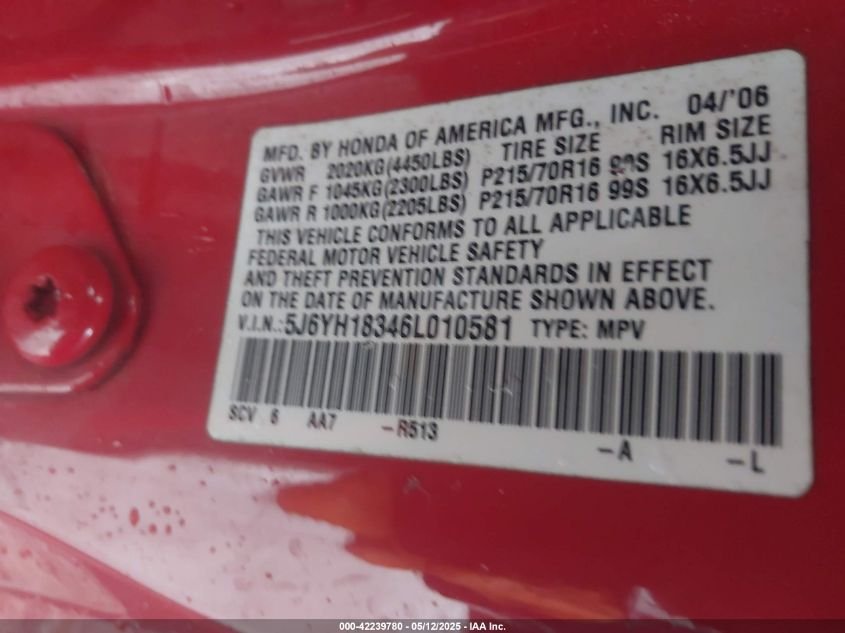 MFD. BY HONDA OF AMERICA MFG., INC. 04/'06
GVWR 2020KG(4450LBS) TIRE SIZE RIM SIZE
GAWR F 1045KG(2300LBS) P215/70R16 99S 16X6.5JJ
GAWR R 1000KG(2205LBS) P215/70R16 99S 16X6.5JJ
THIS VEHICLE CONFORMS TO ALL APPLICABLE
FEDERAL MOTOR VEHICLE SAFETY
AND THEFT PREVENTION STANDARDS IN EFFECT
ON THE DATE OF MANUFACTURE SHOWN ABOVE.
V.I.N.:5J6YH18346L010581 TYPE: MPV
SCV 6 AA7 -R513 -A -L
000-42239780 - 05/12/2025 - IAA Inc.